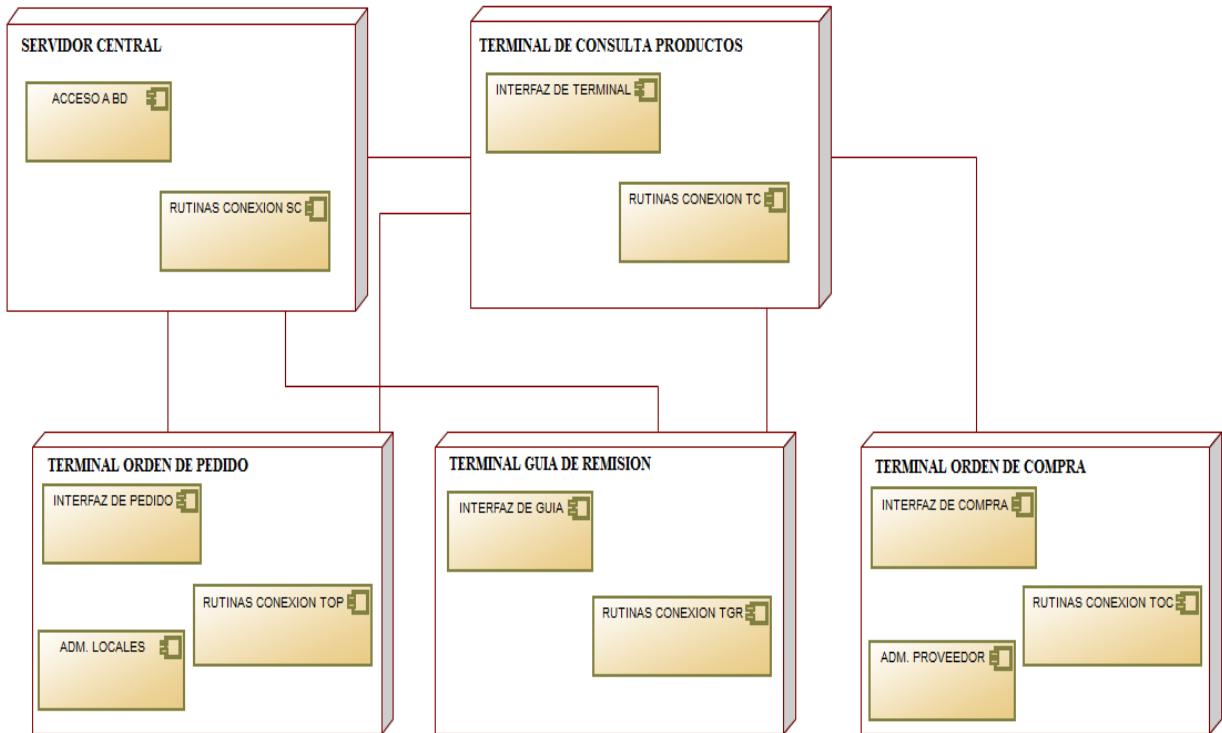 SERVIDOR CENTRAL
ACCESO A BD
RUTINAS CONEXION SC
TERMINAL DE CONSULTA PRODUCTOS
INTERFAZ DE TERMINAL
RUTINAS CONEXION TC
TERMINAL ORDEN DE PEDIDO
INTERFAZ DE PEDIDO
RUTINAS CONEXION TOP
ADM. LOCALES
TERMINAL GUIA DE REMISION
INTERFAZ DE GUIA
RUTINAS CONEXION TGR
TERMINAL ORDEN DE COMPRA
INTERFAZ DE COMPRA
RUTINAS CONEXION TOC
ADM. PROVEEDOR